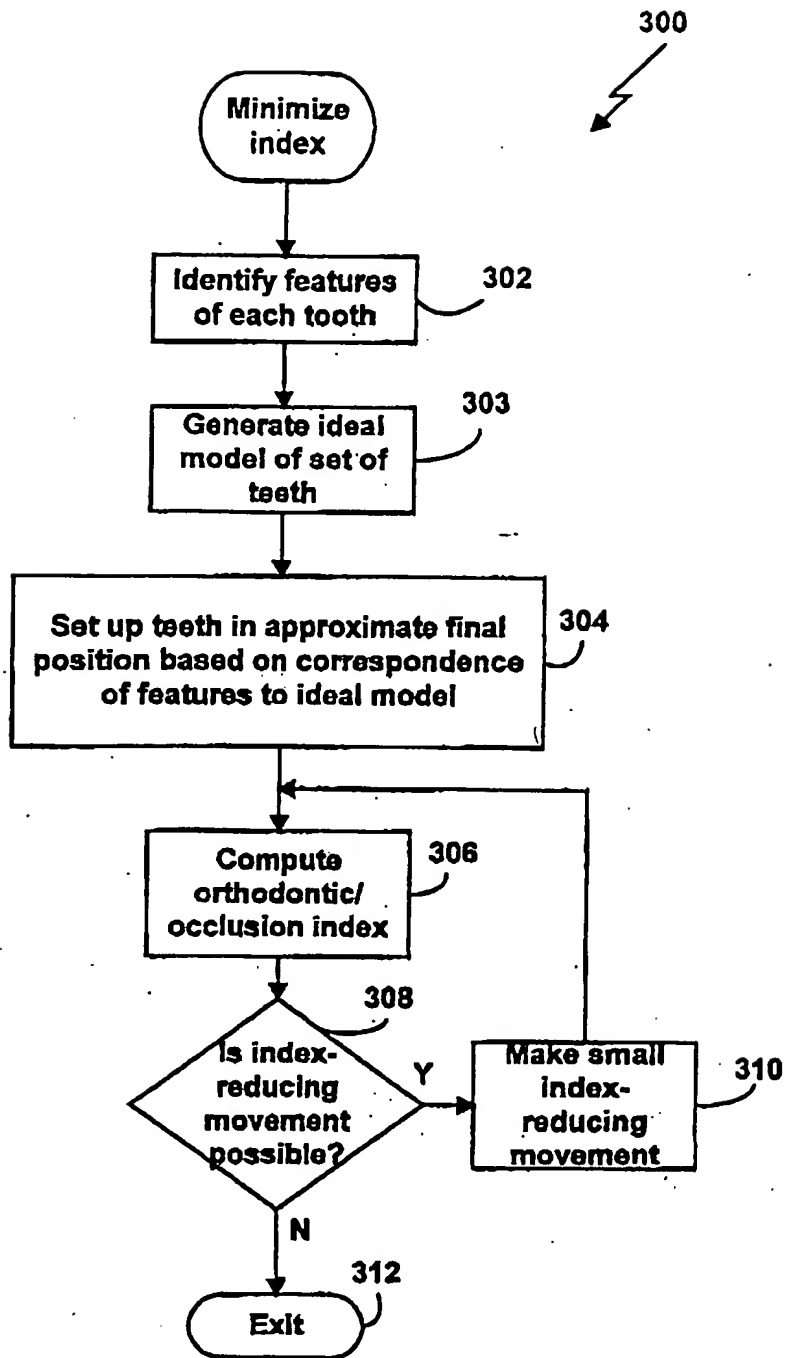 300
Minimize
index
Identify features
of each tooth
302
Generate ideal
model of set of
teeth
303
Set up teeth in approximate final
position based on correspondence
of features to ideal model
304
Compute
orthodontic/
occlusion index
306
308
Is index-
reducing
movement
possible?
Y
Make small
index-
reducing
movement
310
N
Exit
312